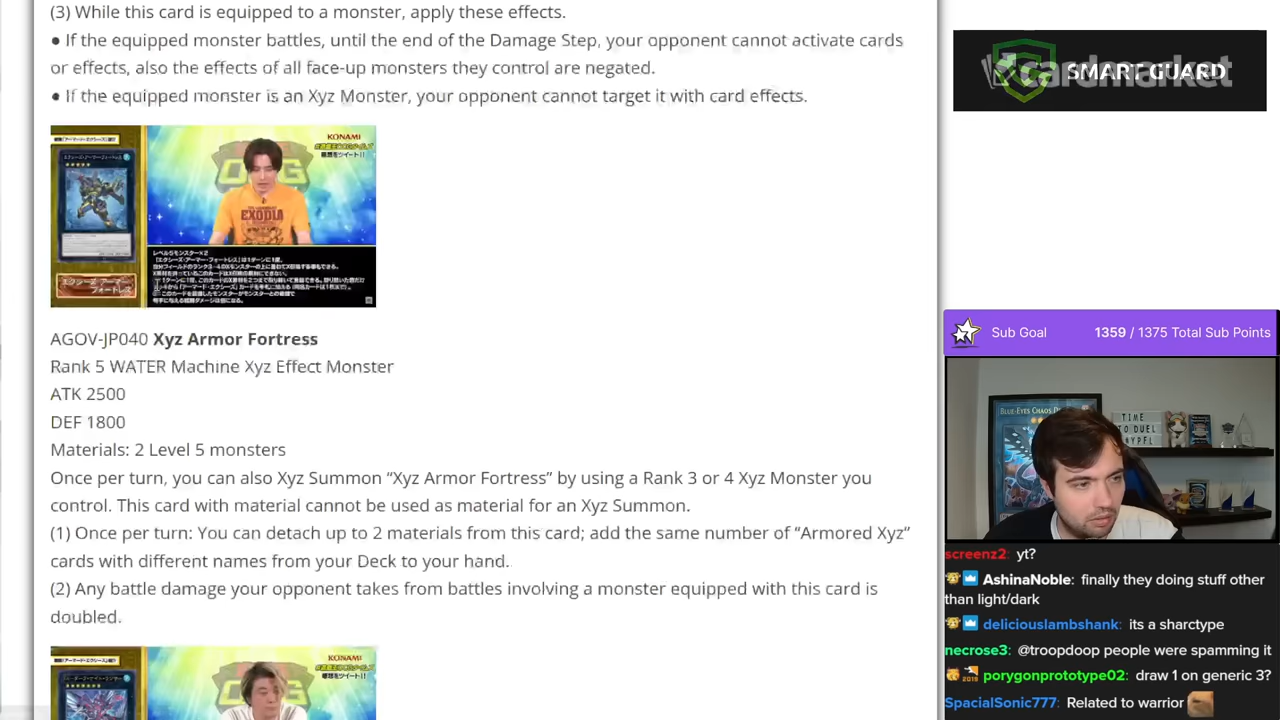 (3) While this card is equipped to a monster, apply these effects.
● If the equipped monster battles, until the end of the Damage Step, your opponent cannot activate cards
or effects, also the effects of all face-up monsters they control are negated.
● If the equipped monster is an Xyz Monster, your opponent cannot target it with card effects.
KONAMI
EXODIA
AGOV-JP040 Xyz Armor Fortress
Rank 5 WATER Machine Xyz Effect Monster
ATK 2500
DEF 1800
Materials: 2 Level 5 monsters
Once per turn, you can also Xyz Summon “Xyz Armor Fortress” by using a Rank 3 or 4 Xyz Monster you
control. This card with material cannot be used as material for an Xyz Summon.
(1) Once per turn: You can detach up to 2 materials from this card; add the same number of “Armored Xyz”
cards with different names from your Deck to your hand.
(2) Any battle damage your opponent takes from battles involving a monster equipped with this card is
doubled.
KONAMI
cardmarket
SMART GUARD
Sub Goal 1359 / 1375 Total Sub Points
BLUE-EYES CHAOS
TIME
TO DUEL
screenz2: yt?
AshinaNoble: finally they doing stuff other
than light/dark
deliciouslambshank: its a sharctype
necrose3: @troopdoop people were spamming it
porygonprototype02: draw 1 on generic 3?
SpacialSonic777: Related to warrior